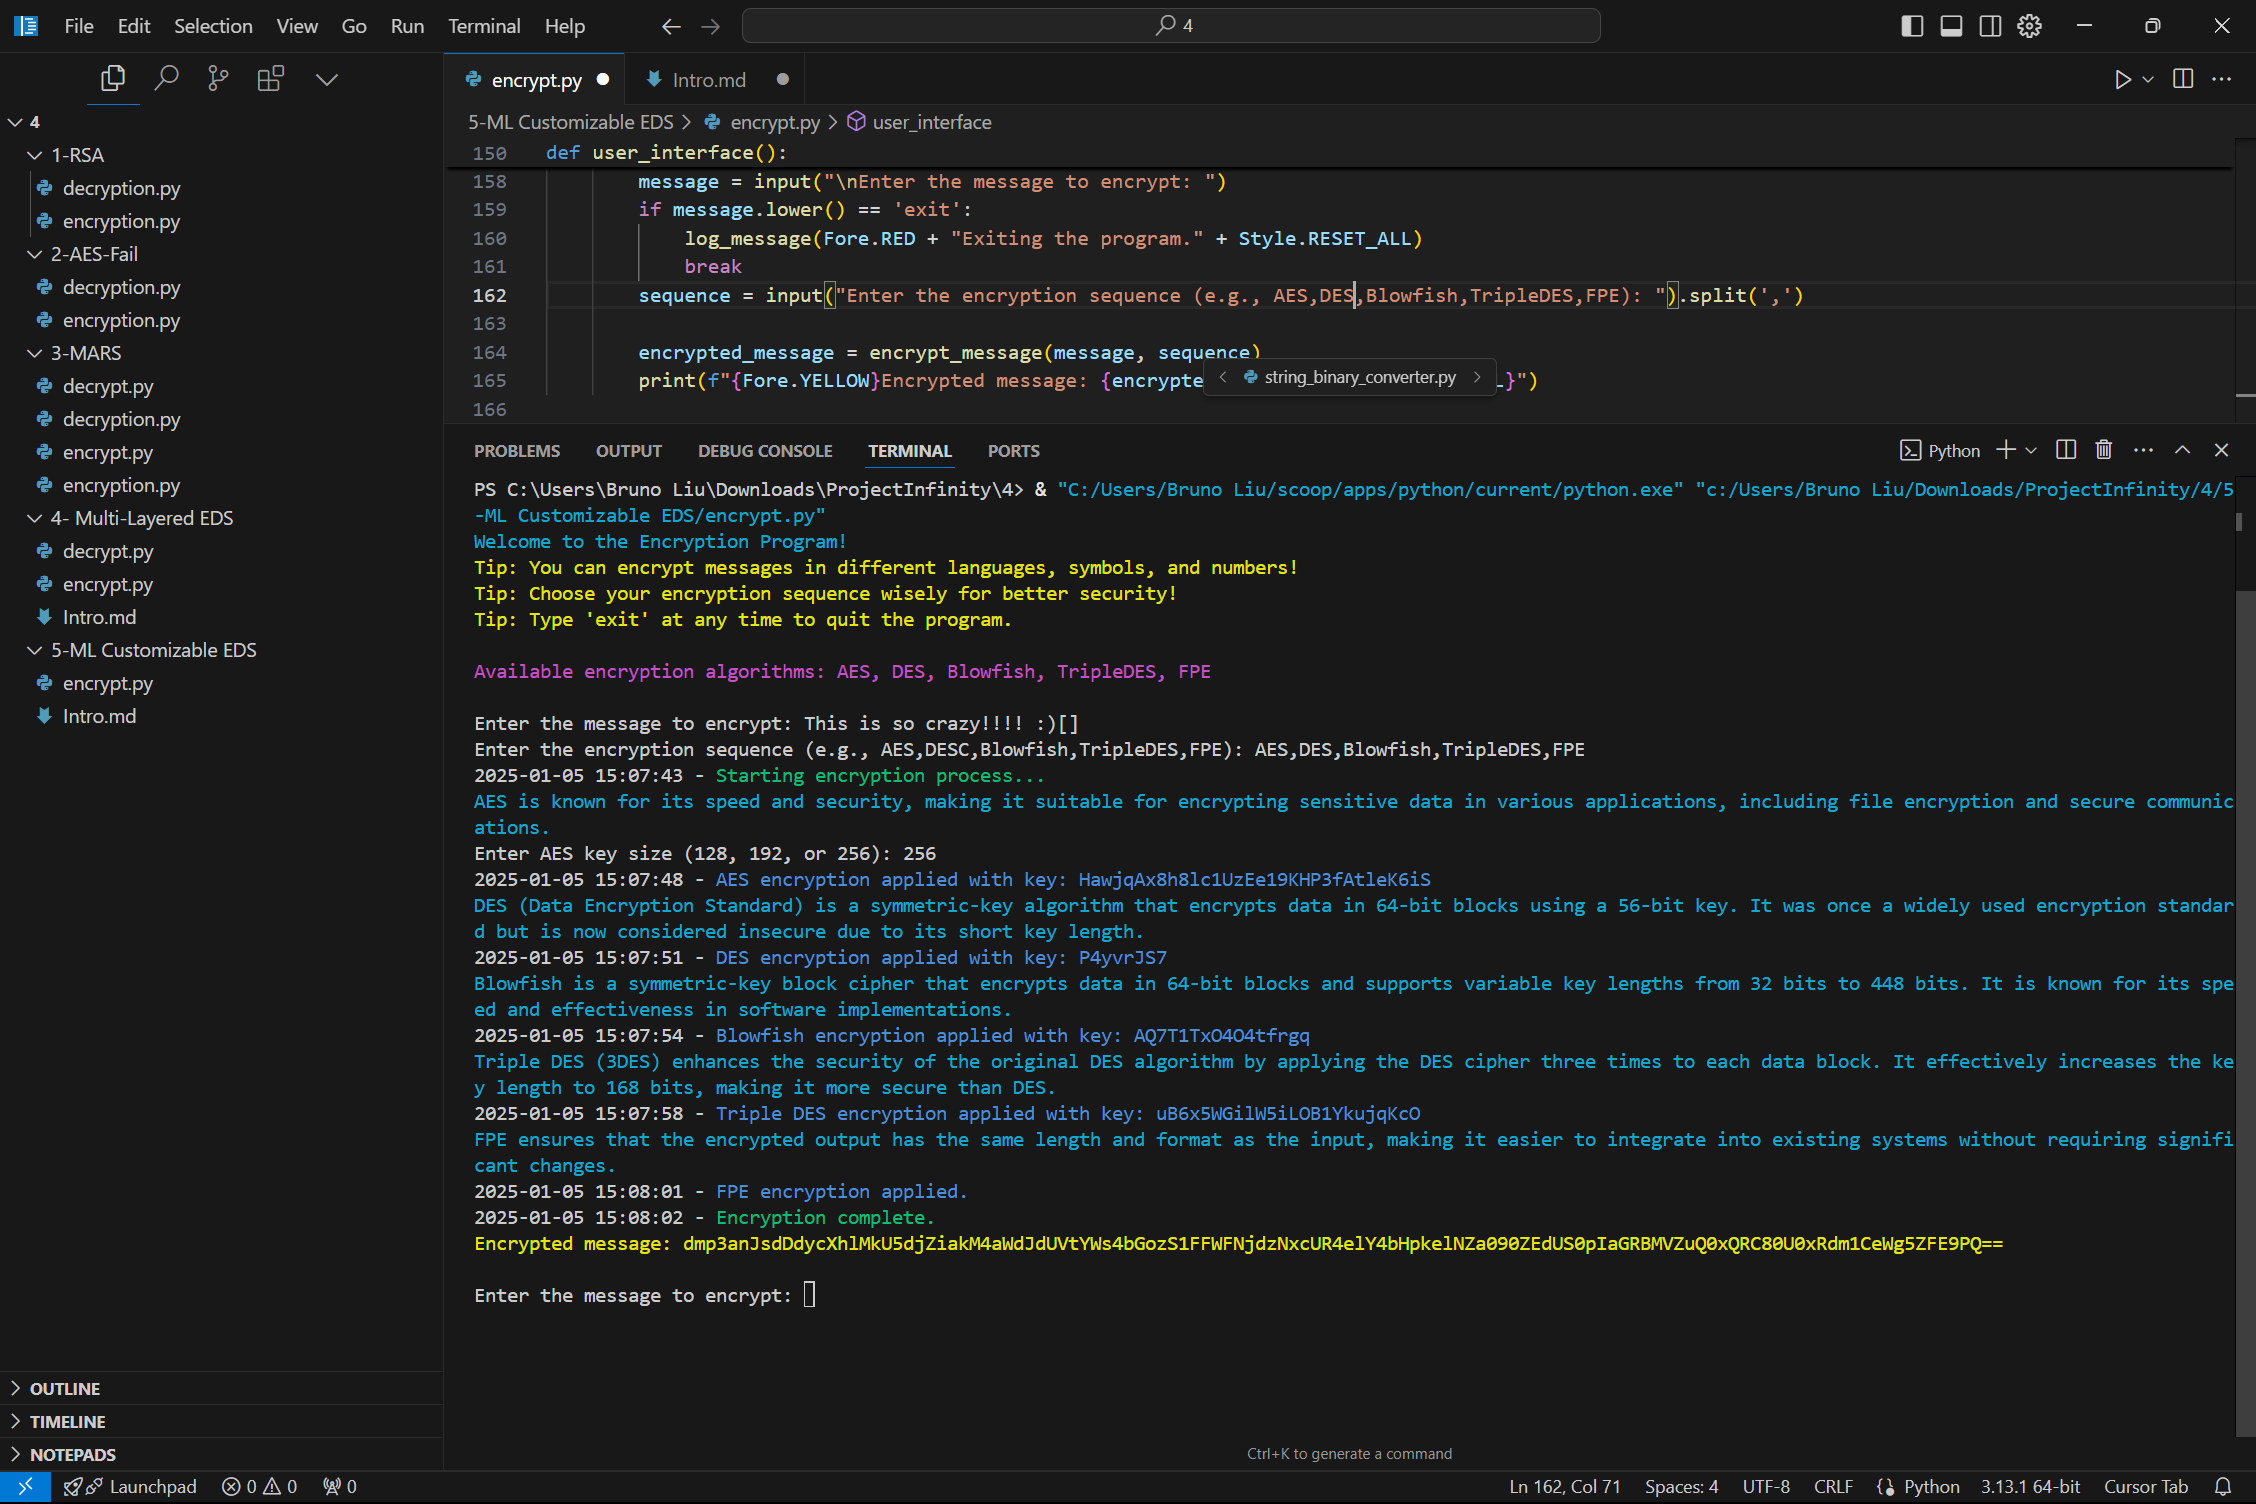 File Edit Selection View Go Run Terminal Help
4
encrypt.py
Intro.md
4
1-RSA
decryption.py
encryption.py
2-AES-Fail
decryption.py
encryption.py
3-MARS
decrypt.py
decryption.py
encrypt.py
encryption.py
4- Multi-Layered EDS
decrypt.py
encrypt.py
Intro.md
5-ML Customizable EDS
encrypt.py
Intro.md
OUTLINE
TIMELINE
NOTEPADS
5-ML Customizable EDS > encrypt.py > user_interface
150 def user_interface():
158 message = input("\nEnter the message to encrypt: ")
159 if message.lower() == 'exit':
160 log_message(Fore.RED + "Exiting the program." + Style.RESET_ALL)
161 break
162 sequence = input("Enter the encryption sequence (e.g., AES,DES,Blowfish,TripleDES,FPE): ").split(',')
163
164 encrypted_message = encrypt_message(message, sequence)
165 print(f"{Fore.YELLOW}Encrypted message: {encrypte }")
string_binary_converter.py
166
PROBLEMS OUTPUT DEBUG CONSOLE TERMINAL PORTS
Python
PS C:\Users\Bruno Liu\Downloads\ProjectInfinity\4> & "C:/Users/Bruno Liu/scoop/apps/python/current/python.exe" "c:/Users/Bruno Liu/Downloads/ProjectInfinity/4/5
-ML Customizable EDS/encrypt.py"
Welcome to the Encryption Program!
Tip: You can encrypt messages in different languages, symbols, and numbers!
Tip: Choose your encryption sequence wisely for better security!
Tip: Type 'exit' at any time to quit the program.
Available encryption algorithms: AES, DES, Blowfish, TripleDES, FPE
Enter the message to encrypt: This is so crazy!!!! :)[]
Enter the encryption sequence (e.g., AES,DESC,Blowfish,TripleDES,FPE): AES,DES,Blowfish,TripleDES,FPE
2025-01-05 15:07:43 - Starting encryption process...
AES is known for its speed and security, making it suitable for encrypting sensitive data in various applications, including file encryption and secure communic
ations.
Enter AES key size (128, 192, or 256): 256
2025-01-05 15:07:48 - AES encryption applied with key: HawjqAx8h8lc1UzEe19KHP3fAtleK6iS
DES (Data Encryption Standard) is a symmetric-key algorithm that encrypts data in 64-bit blocks using a 56-bit key. It was once a widely used encryption standar
d but is now considered insecure due to its short key length.
2025-01-05 15:07:51 - DES encryption applied with key: P4yvrJS7
Blowfish is a symmetric-key block cipher that encrypts data in 64-bit blocks and supports variable key lengths from 32 bits to 448 bits. It is known for its spe
ed and effectiveness in software implementations.
2025-01-05 15:07:54 - Blowfish encryption applied with key: AQ7T1TxO4O4tfrgq
Triple DES (3DES) enhances the security of the original DES algorithm by applying the DES cipher three times to each data block. It effectively increases the ke
y length to 168 bits, making it more secure than DES.
2025-01-05 15:07:58 - Triple DES encryption applied with key: uB6x5WGilW5iLOB1YkujqKcO
FPE ensures that the encrypted output has the same length and format as the input, making it easier to integrate into existing systems without requiring signifi
cant changes.
2025-01-05 15:08:01 - FPE encryption applied.
2025-01-05 15:08:02 - Encryption complete.
Encrypted message: dmp3anJsdDdycXhlMkU5djZiakM4aWdJdUVtYWs4bGozS1FFWFNjdzNxcUR4elY4bHpkelNZa090ZEdUS0pIaGRBMVZuQ0xQRC80U0xRdm1CeWg5ZFE9PQ==
Enter the message to encrypt:
Ctrl+K to generate a command
Launchpad 0 0 0 Ln 162, Col 71 Spaces: 4 UTF-8 CRLF Python 3.13.1 64-bit Cursor Tab